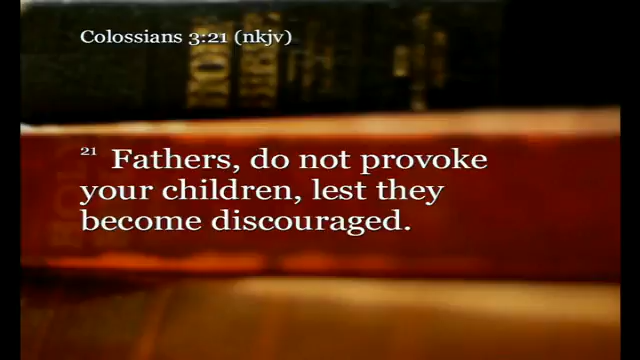 Colossians 3:21 (nkjv)
21 Fathers, do not provoke
your children, lest they
become discouraged.